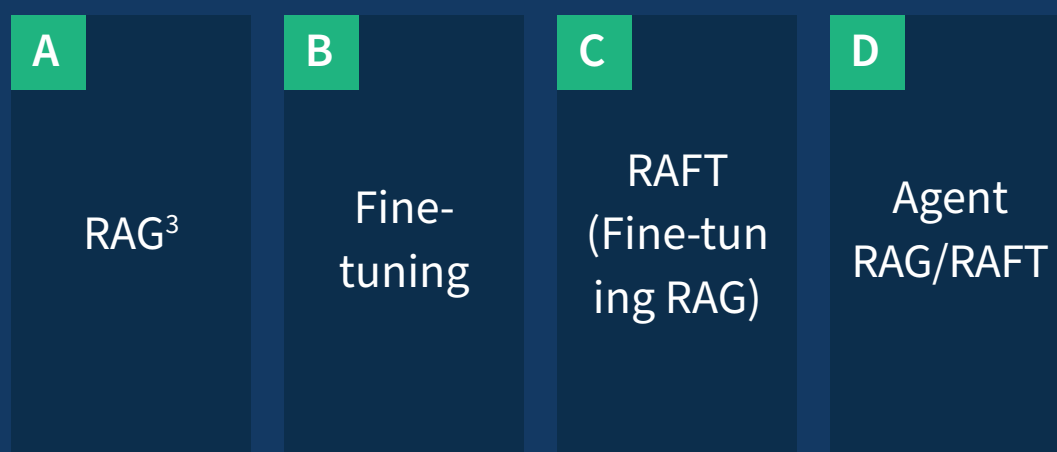 A
RAG³
B
Fine-
tuning
C
RAFT
(Fine-tun
ing RAG)
D
Agent
RAG/RAFT